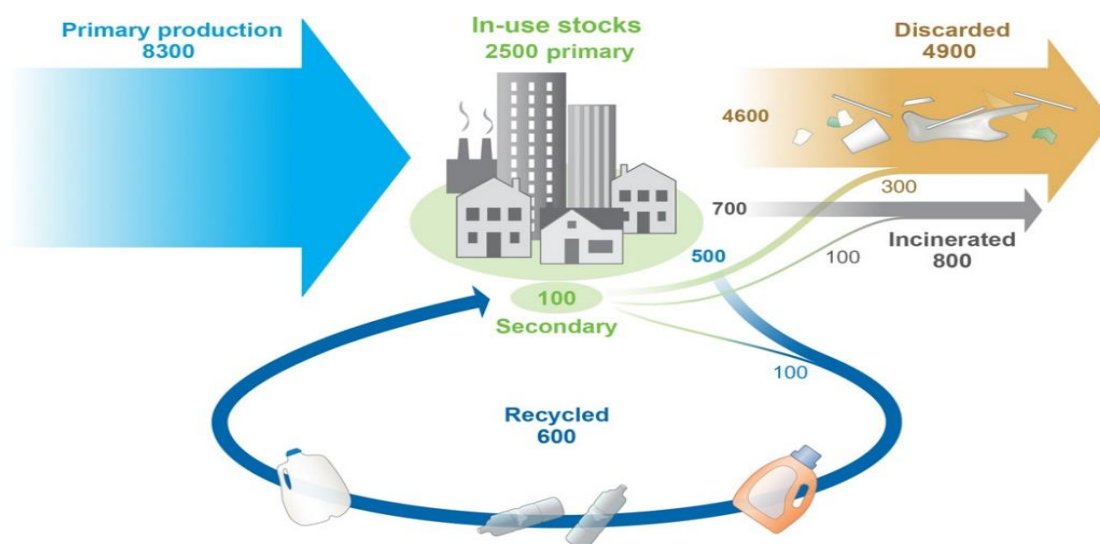 Primary production
8300
In-use stocks
2500 primary
Discarded
4900
4600
300
700
Incinerated
800
500
100
100
Secondary
100
Recycled
600